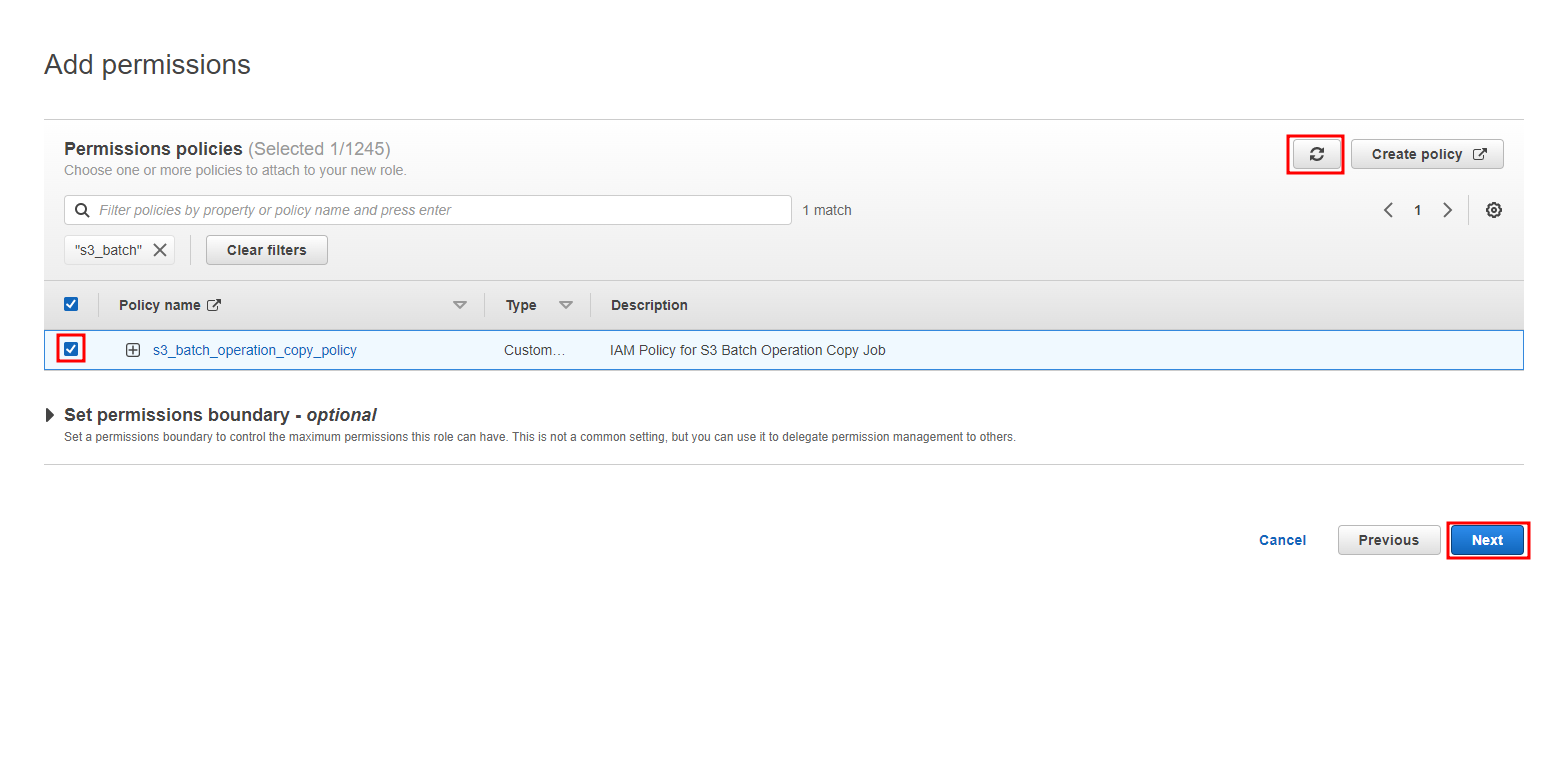 Add permissions
Permissions policies (Selected 1/1245)
Choose one or more policies to attach to your new role.
Create policy
Filter policies by property or policy name and press enter
1 match
1
"s3_batch"
Clear filters
Policy name
Type
Description
s3_batch_operation_copy_policy
Custom…
IAM Policy for S3 Batch Operation Copy Job
Set permissions boundary - optional
Set a permissions boundary to control the maximum permissions this role can have. This is not a common setting, but you can use it to delegate permission management to others.
Cancel
Previous
Next